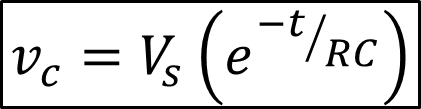 v_c = V_s (e^{-t/RC})